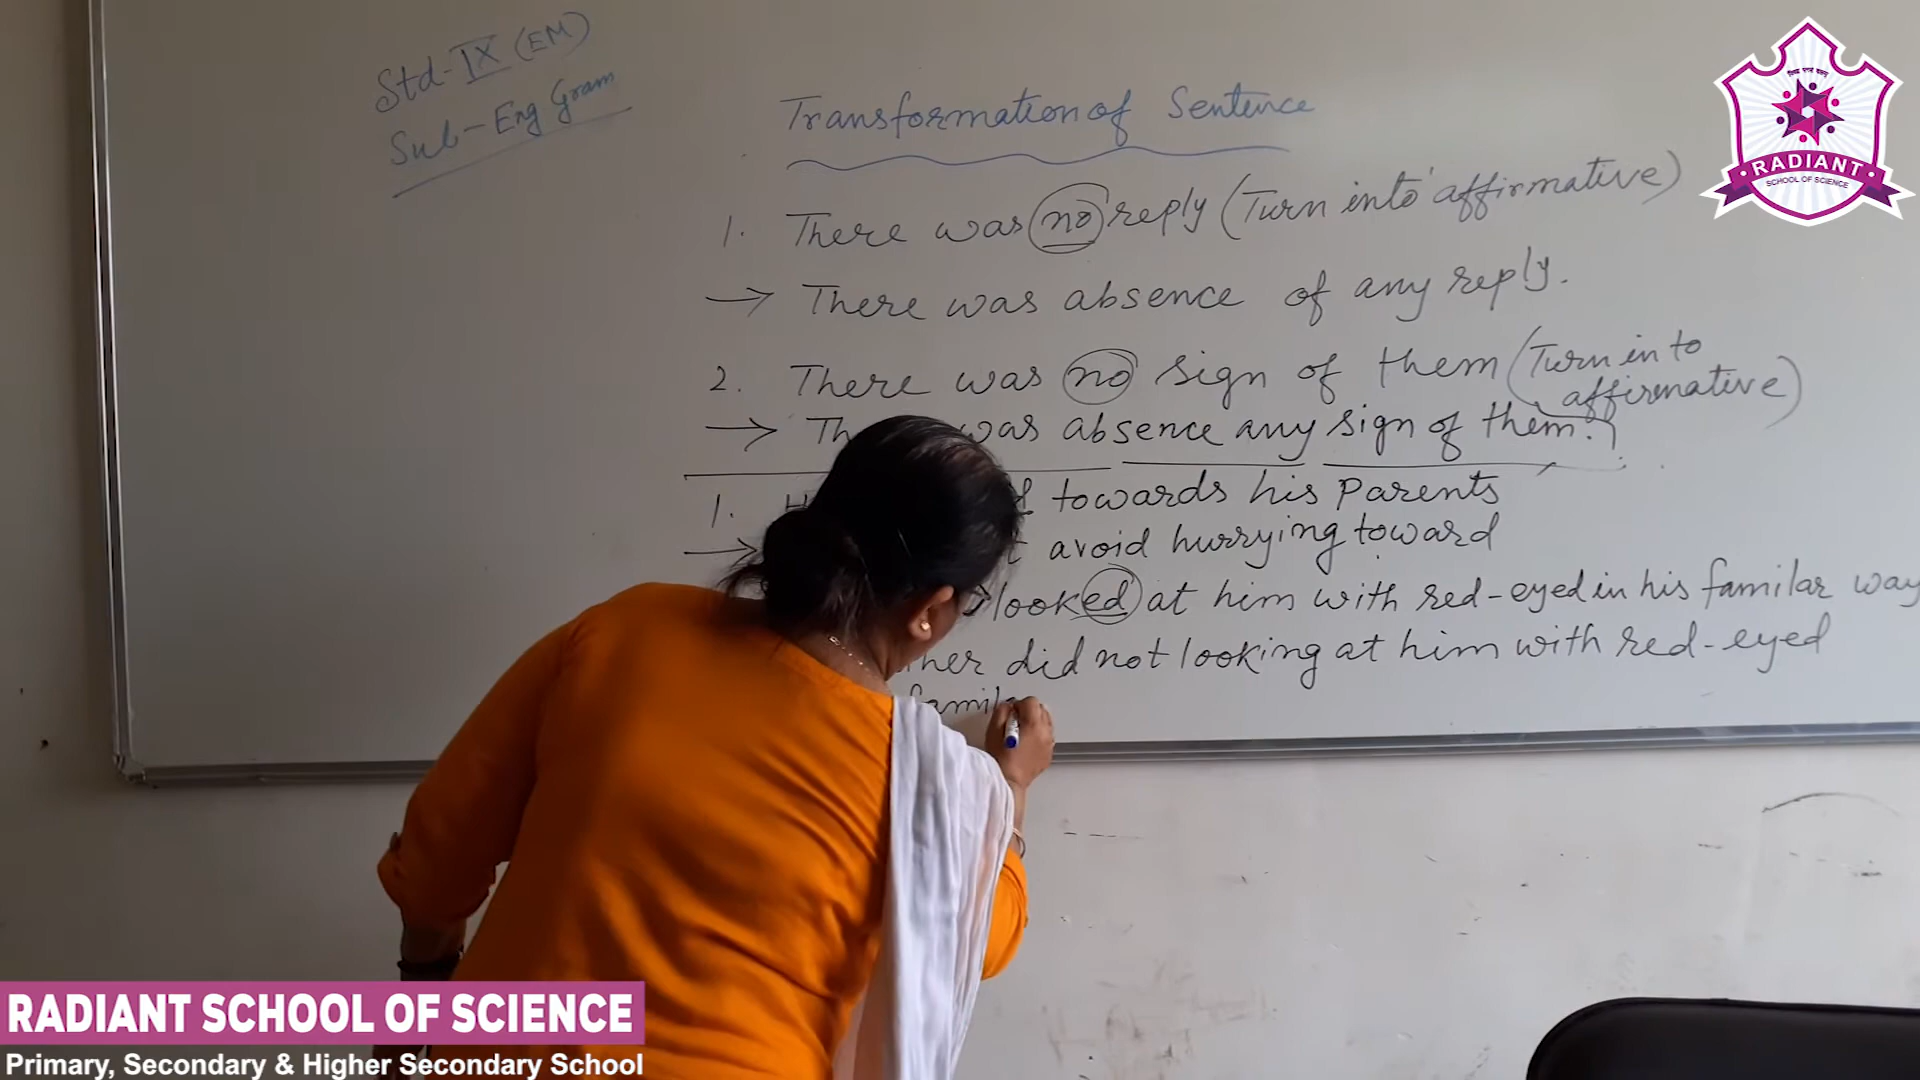 Std-IX (EM)
Sub-Eng Gram
Transformation of Sentence
1. There was no reply (Turn into affirmative)
→ There was absence of any reply.
2. There was no sign of them (Turn in to
affirmative)
→ was absence any sign of them.
1. towards his Parents
→ avoid hurrying toward
looked at him with red-eyed in his familar way
did not looking at him with red-eyed
RADIANT
SCHOOL OF SCIENCE
RADIANT SCHOOL OF SCIENCE
Primary, Secondary & Higher Secondary School